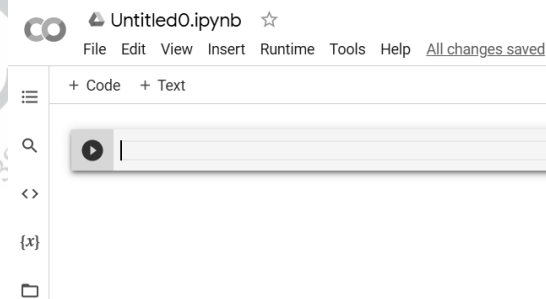 Untitled0.ipynb
File Edit View Insert Runtime Tools Help All changes saved
+ Code + Text
<>
{x}